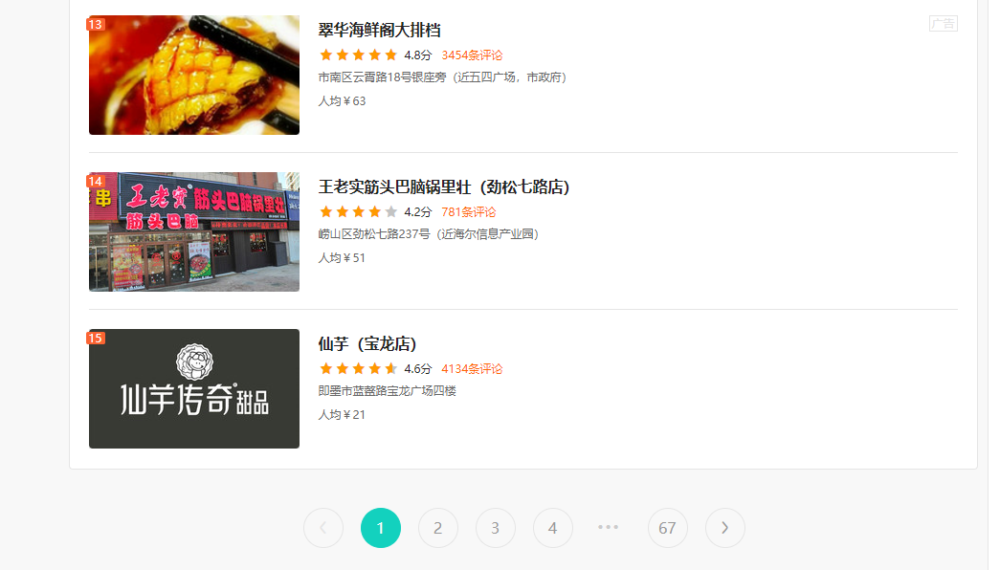 13
翠华海鲜阁大排档
广告
4.8分 3454条评论
市南区云霄路18号银座旁（近五四广场，市政府）
人均￥63
14
串
王老实筋头巴脑锅里壮
筋头巴脑
王老实筋头巴脑锅里壮（劲松七路店）
4.2分 781条评论
崂山区劲松七路237号（近海尔信息产业园）
人均￥51
15
仙芋传奇甜品
仙芋（宝龙店）
4.6分 4134条评论
即墨市蓝鳌路宝龙广场四楼
人均￥21
1 2 3 4 ••• 67